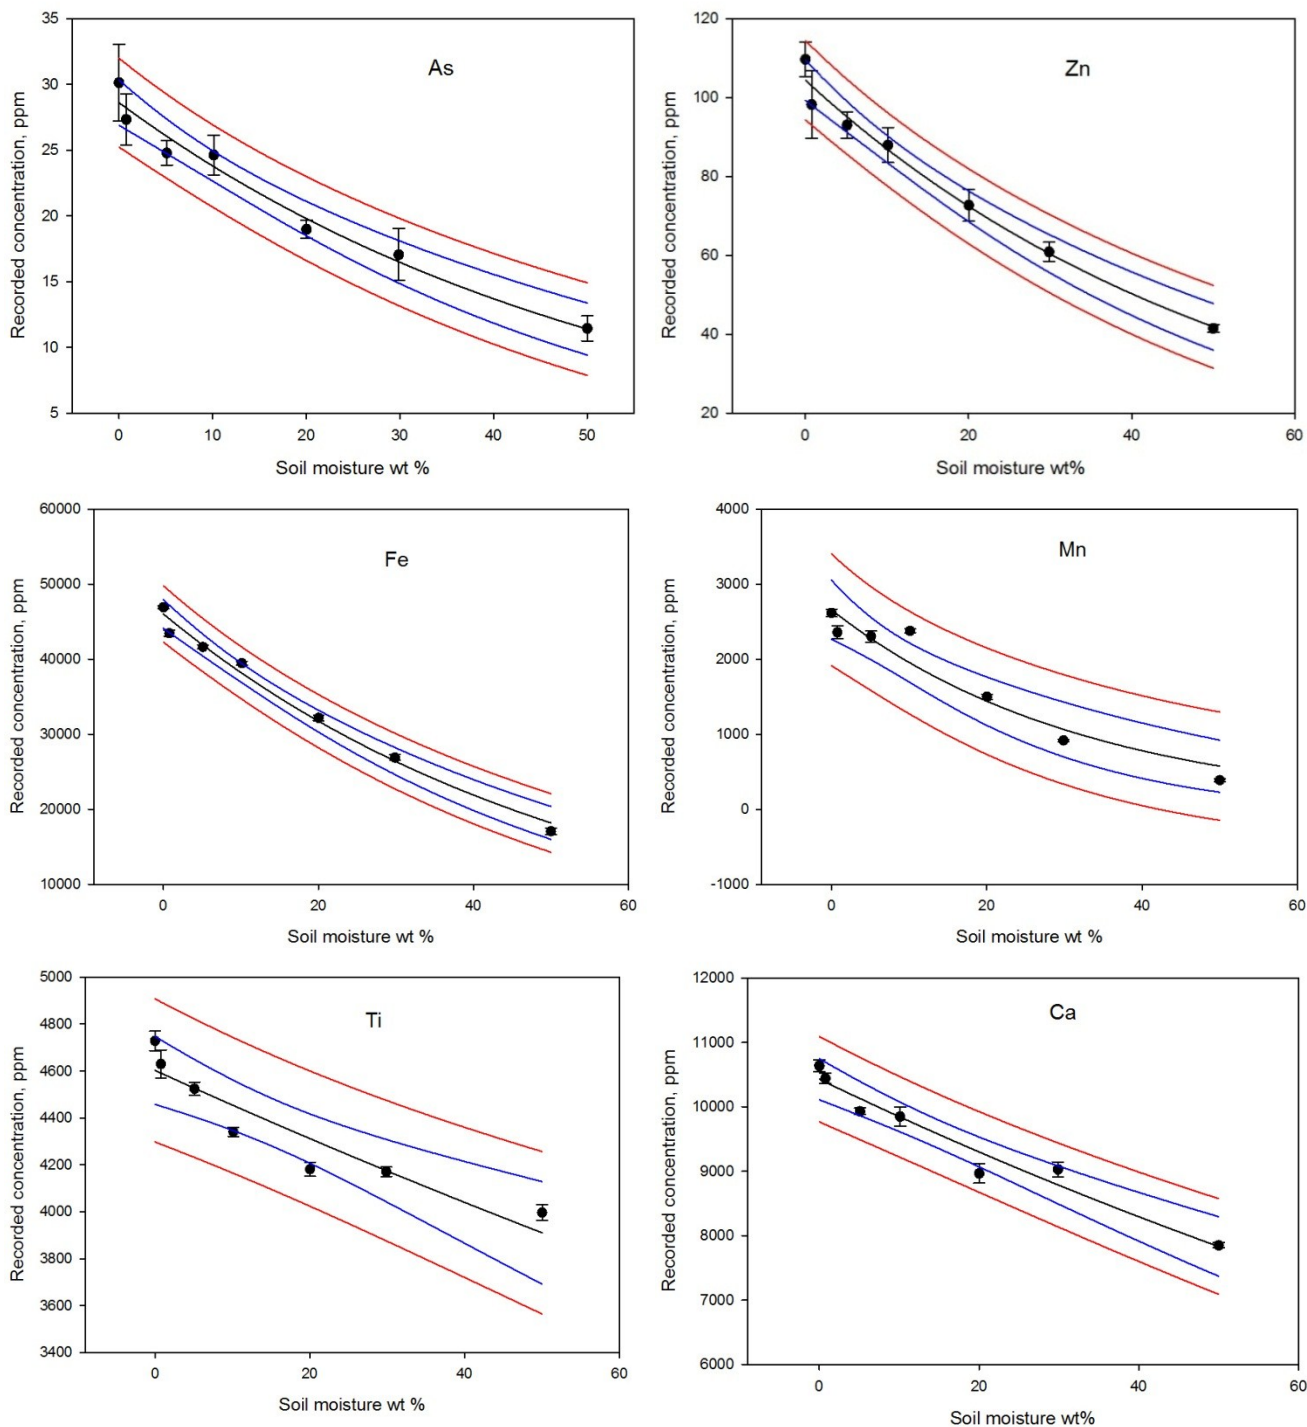 As
Recorded concentration, ppm
35
30
25
20
15
10
5
0 10 20 30 40 50
Soil moisture wt %
Zn
Recorded concentration, ppm
120
100
80
60
40
20
0 20 40 60
Soil moisture wt%
Fe
Recorded concentration, ppm
60000
50000
40000
30000
20000
10000
0 20 40 60
Soil moisture wt %
Mn
Recorded concentration, ppm
4000
3000
2000
1000
0
-1000
0 20 40 60
Soil moisture wt %
Ti
Recorded concentration, ppm
5000
4800
4600
4400
4200
4000
3800
3600
3400
0 20 40 60
Soil moisture wt %
Ca
Recorded concentration, ppm
12000
11000
10000
9000
8000
7000
6000
0 20 40 60
Soil moisture wt%